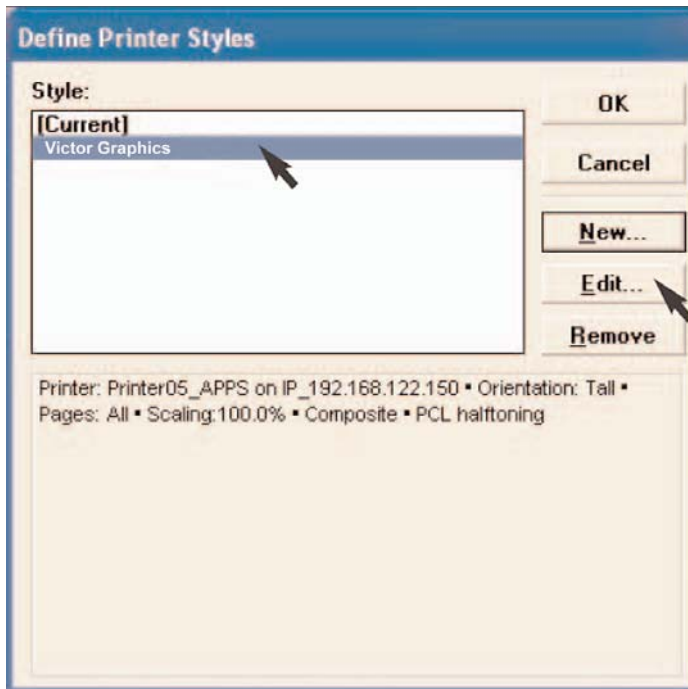 Define Printer Styles
Style:
[Current]
Victor Graphics
OK
Cancel
New...
Edit...
Remove
Printer: Printer05_APPS on IP_192.168.122.150 ▪ Orientation: Tall ▪
Pages: All ▪ Scaling:100.0% ▪ Composite ▪ PCL halftoning